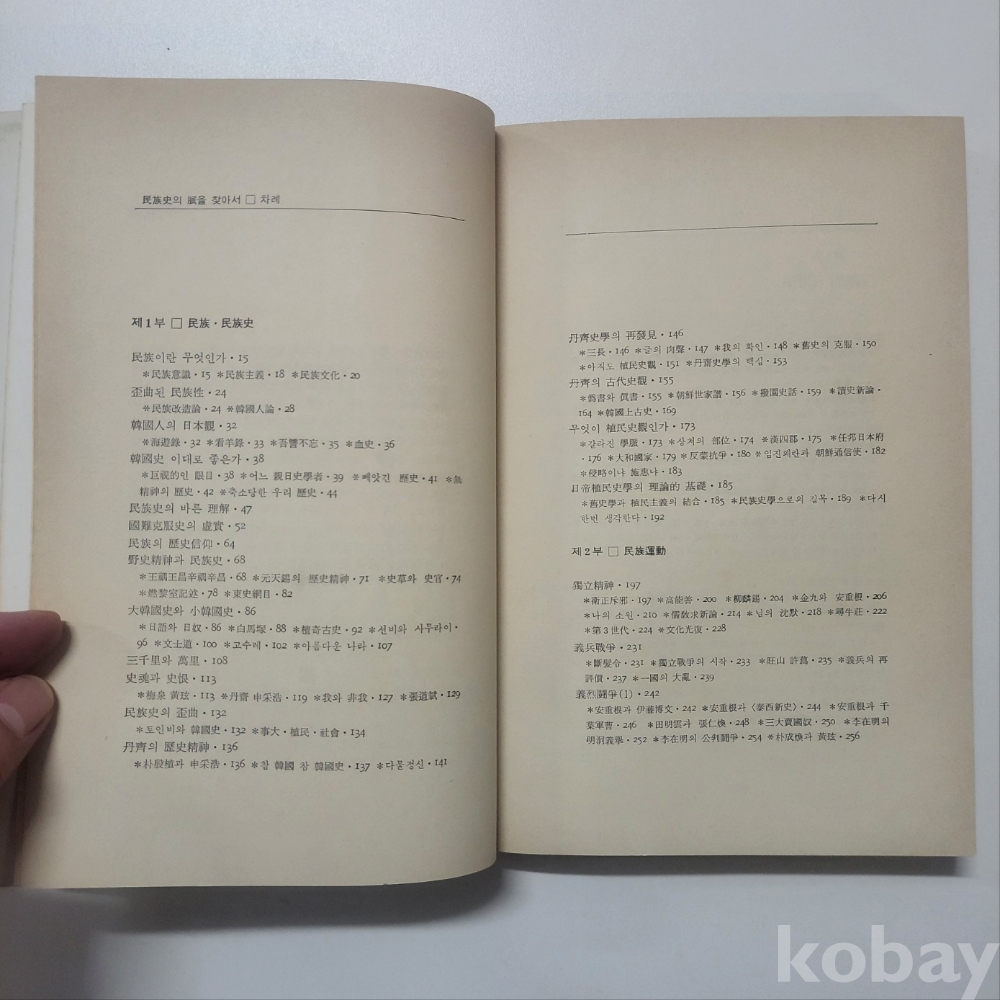 民族史의 脈을 찾아서 □ 차례
제1부 □ 民族·民族史
民族이란 무엇인가·15
*民族意識·15 *民族主義·18 *民族文化·20
歪曲된 民族性·24
*民族改造論·24 *韓國人論·28
韓國人의 日本觀·32
*海遊錄·32 *看羊錄·33 *吾讐不忘·35 *血史·36
韓國史 이대로 좋은가·38
*巨視的인 眼目·38 *어느 親日史學者·39 *빼앗긴 歷史·41 *無
精神의 歷史·42 *축소당한 우리 歷史·44
民族史의 바른 理解·47
國難克服史의 虛實·52
民族의 歷史信仰·64
野史精神과 民族史·68
*王禑王昌辛禑辛昌·68 *元天錫의 歷史精神·71 *史草와 史官·74
*燃藜室記述·78 *東史綱目·82
大韓國史와 小韓國史·86
*日語와 日奴·86 *白馬塚·88 *檀奇古史·92 *선비와 사무라이·
96 *文士道·100 *고수레·102 *아름다운 나라·107
三千里와 萬里·108
史魂과 史恨·113
*梅泉 黃玹·113 *丹齊 申采浩·119 *我와 非我·127 *張道斌·129
民族史의 歪曲·132
*토인비와 韓國史·132 *事大·植民·社會·134
丹齊의 歷史精神·136
*朴殷植과 申采浩·136 *참 韓國 참 韓國史·137 *다물정신·141
丹齊史學의 再發見·146
*三長·146 *글의 肉聲·147 *我의 확인·148 *舊史의 克服·150
*아직도 植民史觀·151 *丹齋史學의 핵심·153
丹齊의 古代史觀·155
*僞書와 眞書·155 *朝鮮世家譜·156 *揆園史話·159 *讀史新論·
164 *韓國上古史·169
무엇이 植民史觀인가·173
*갈라진 學脈·173 *상처의 部位·174 *漢四郡·175 *任那日本府
·176 *大和國家·179 *反蒙抗爭·180 *임진왜란과 朝鮮通信使·182
*侵略이냐 施惠냐·183
日帝植民史學의 理論的 基礎·185
*舊史學과 植民主義의 結合·185 *民族史學으로의 길목·189 *다시
한번 생각한다·192
제2부 □ 民族運動
獨立精神·197
*衛正斥邪·197 *高能善·200 *柳麟錫·204 *金九와 安重根·206
*나의 소원·210 *儒敎求新論·214 *님의 沈默·218 *尋牛莊·222
*第3世代·224 *文化光復·228
義兵戰爭·231
*斷髮令·231 *獨立戰爭의 시작·233 *旺山 許蔿·235 *義兵의 再
評價·237 *一國의 大亂·239
義烈鬪爭(1)·242
*安重根과 伊藤博文·242 *安重根과〈泰西新史〉·244 *安重根과 千
葉軍曹·246 *田明雲과 張仁煥·248 *三大賣國奴·250 *李在明의
明洞義擧·252 *李在明의 公判鬪爭·254 *朴成煥과 黃玹·256
kobay